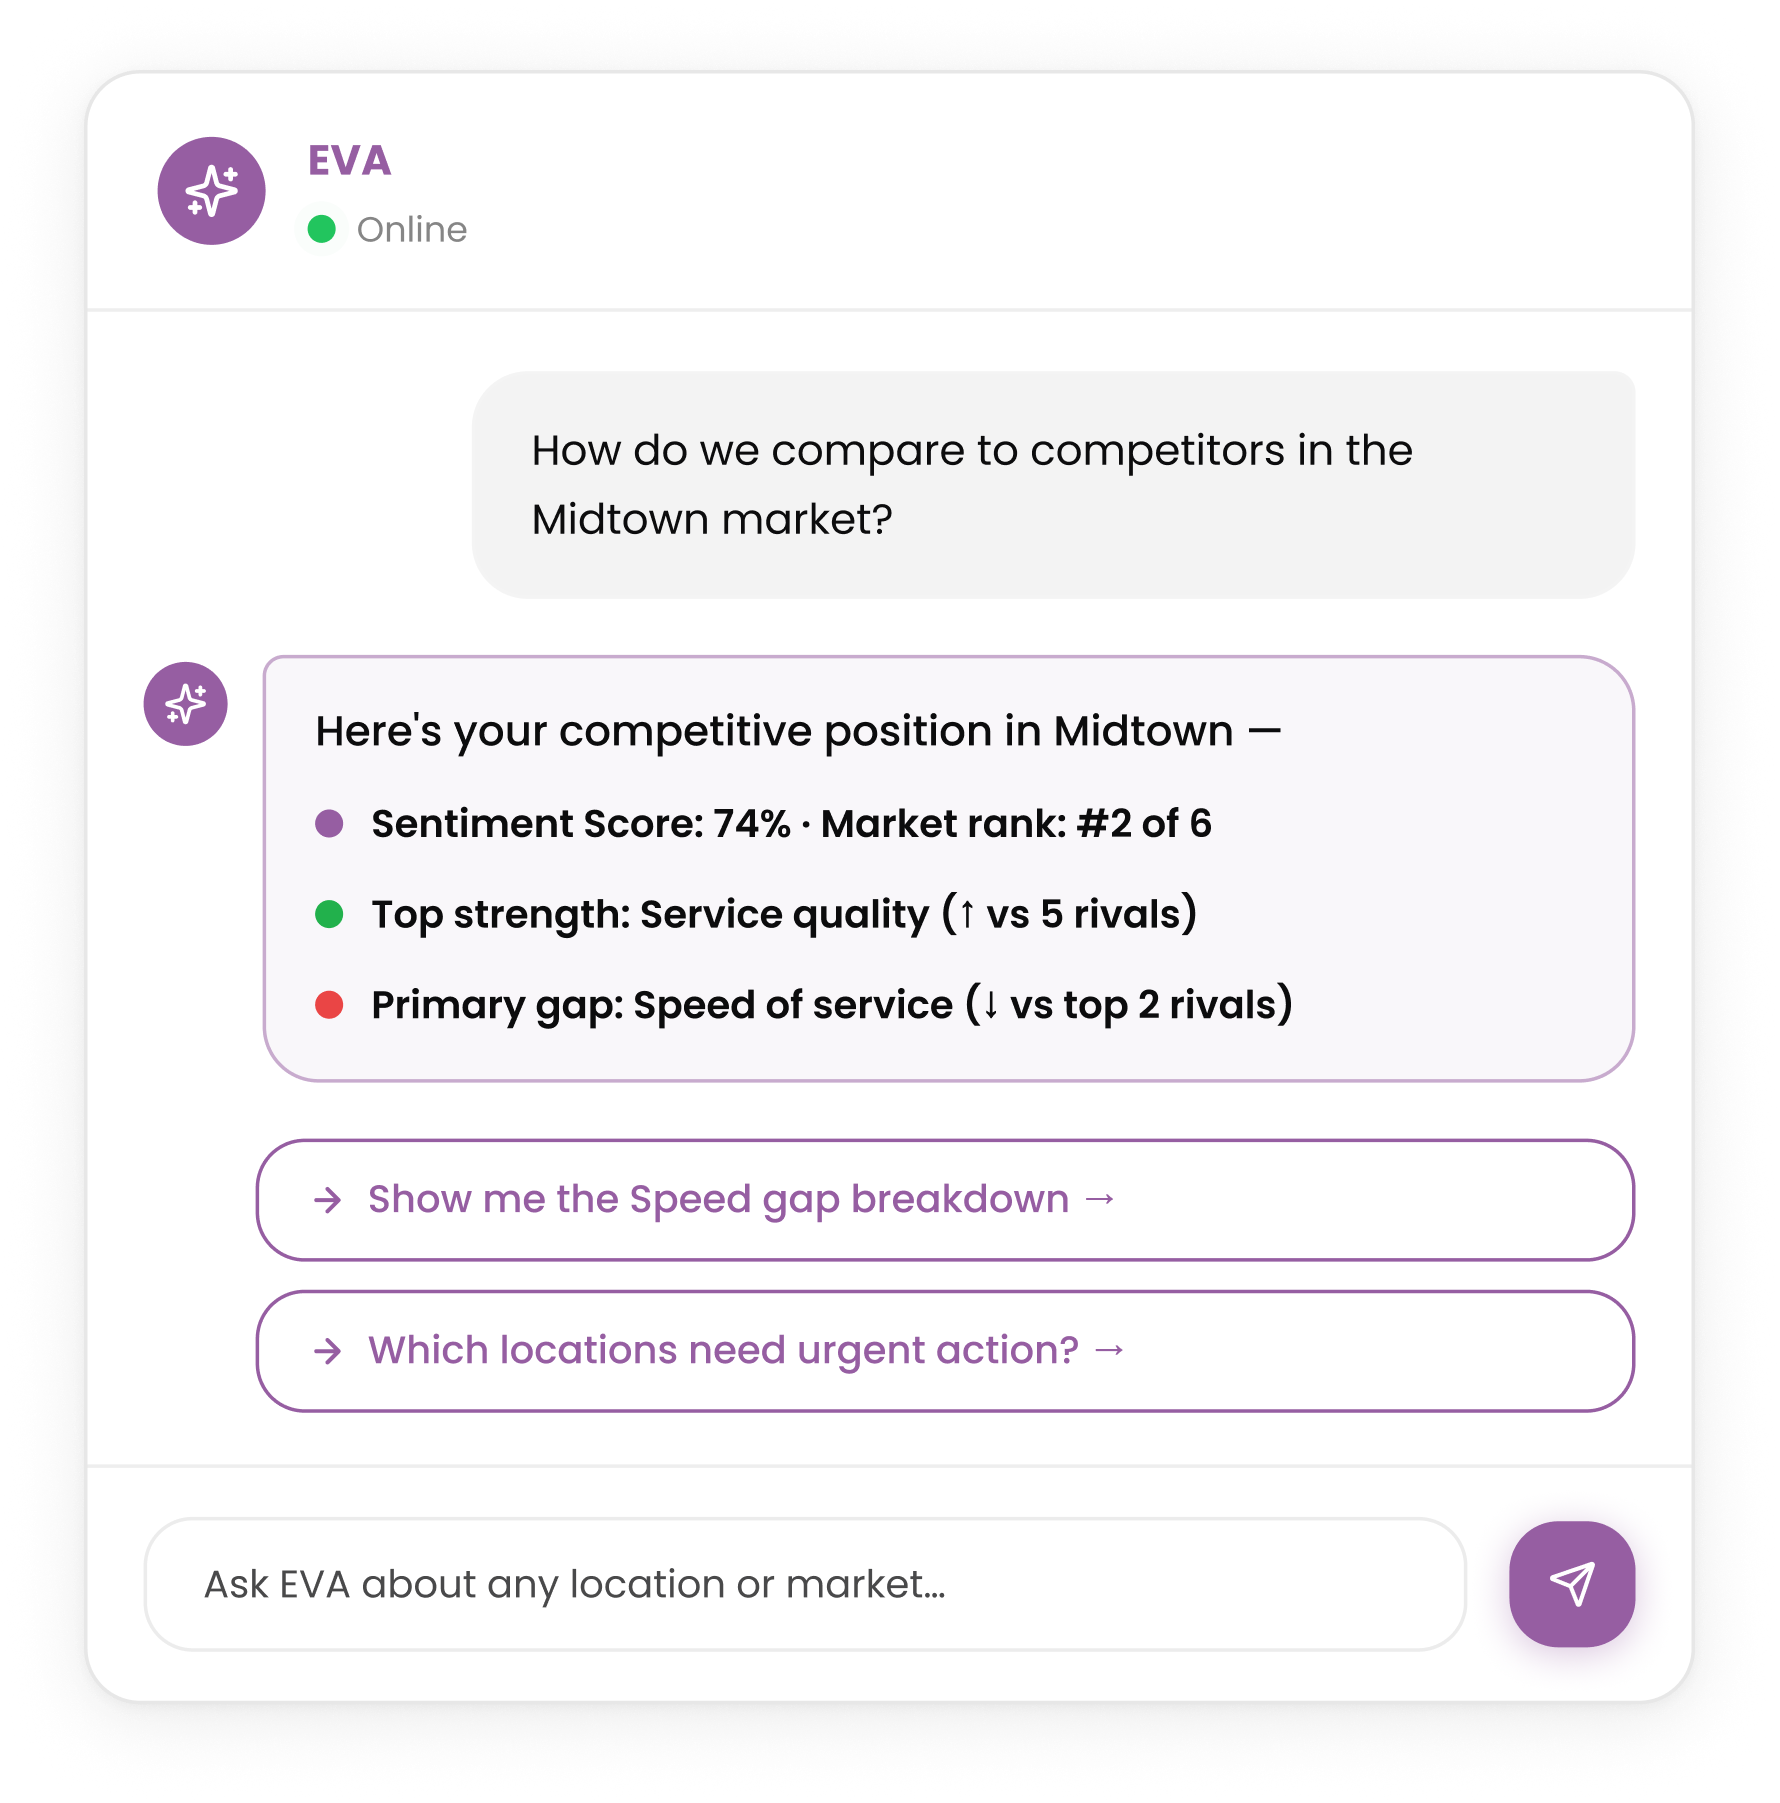 EVA
Online
How do we compare to competitors in the
Midtown market?
Here's your competitive position in Midtown —
Sentiment Score: 74% · Market rank: #2 of 6
Top strength: Service quality (↑ vs 5 rivals)
Primary gap: Speed of service (↓ vs top 2 rivals)
→ Show me the Speed gap breakdown →
→ Which locations need urgent action? →
Ask EVA about any location or market...